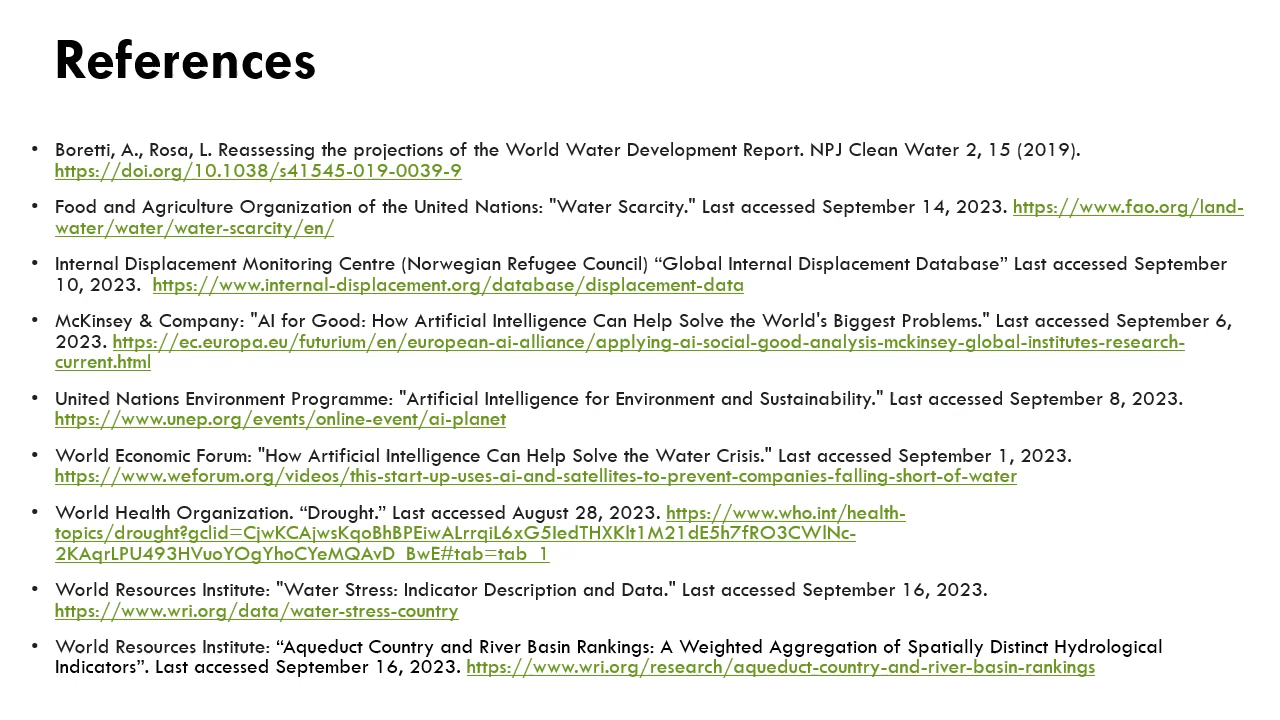 References
• Boretti, A., Rosa, L. Reassessing the projections of the World Water Development Report. NPJ Clean Water 2, 15 (2019).
https://doi.org/10.1038/s41545-019-0039-9
• Food and Agriculture Organization of the United Nations: "Water Scarcity." Last accessed September 14, 2023. https://www.fao.org/land-
water/water/water-scarcity/en/
• Internal Displacement Monitoring Centre (Norwegian Refugee Council) “Global Internal Displacement Database” Last accessed September
10, 2023.  https://www.internal-displacement.org/database/displacement-data
• McKinsey & Company: "AI for Good: How Artificial Intelligence Can Help Solve the World's Biggest Problems." Last accessed September 6,
2023. https://ec.europa.eu/futurium/en/european-ai-alliance/applying-ai-social-good-analysis-mckinsey-global-institutes-research-
current.html
• United Nations Environment Programme: "Artificial Intelligence for Environment and Sustainability." Last accessed September 8, 2023.
https://www.unep.org/events/online-event/ai-planet
• World Economic Forum: "How Artificial Intelligence Can Help Solve the Water Crisis." Last accessed September 1, 2023.
https://www.weforum.org/videos/this-start-up-uses-ai-and-satellites-to-prevent-companies-falling-short-of-water
• World Health Organization. “Drought.” Last accessed August 28, 2023. https://www.who.int/health-
topics/drought?gclid=CjwKCAjwsKqoBhBPEiwALrrqiL6xG5IedTHXKlt1M21dE5h7fRO3CWlNc-
2KAqrLPU493HVuoYOgYhoCYeMQAvD_BwE#tab=tab_1
• World Resources Institute: "Water Stress: Indicator Description and Data." Last accessed September 16, 2023.
https://www.wri.org/data/water-stress-country
• World Resources Institute: “Aqueduct Country and River Basin Rankings: A Weighted Aggregation of Spatially Distinct Hydrological
Indicators”. Last accessed September 16, 2023. https://www.wri.org/research/aqueduct-country-and-river-basin-rankings